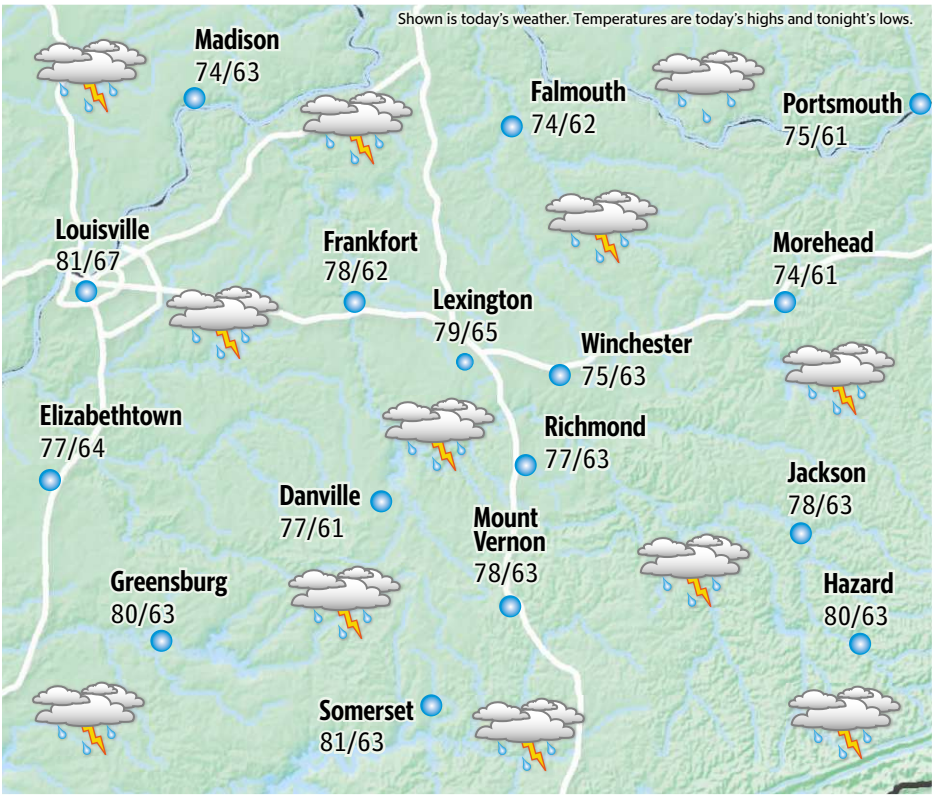 Shown is today's weather. Temperatures are today's highs and tonight's lows.
Madison
74/63
Falmouth
74/62
Portsmouth
75/61
Louisville
81/67
Frankfort
78/62
Morehead
74/61
Lexington
79/65
Winchester
75/63
Elizabethtown
77/64
Richmond
77/63
Danville
77/61
Jackson
78/63
Mount
Vernon
78/63
Greensburg
80/63
Hazard
80/63
Somerset
81/63